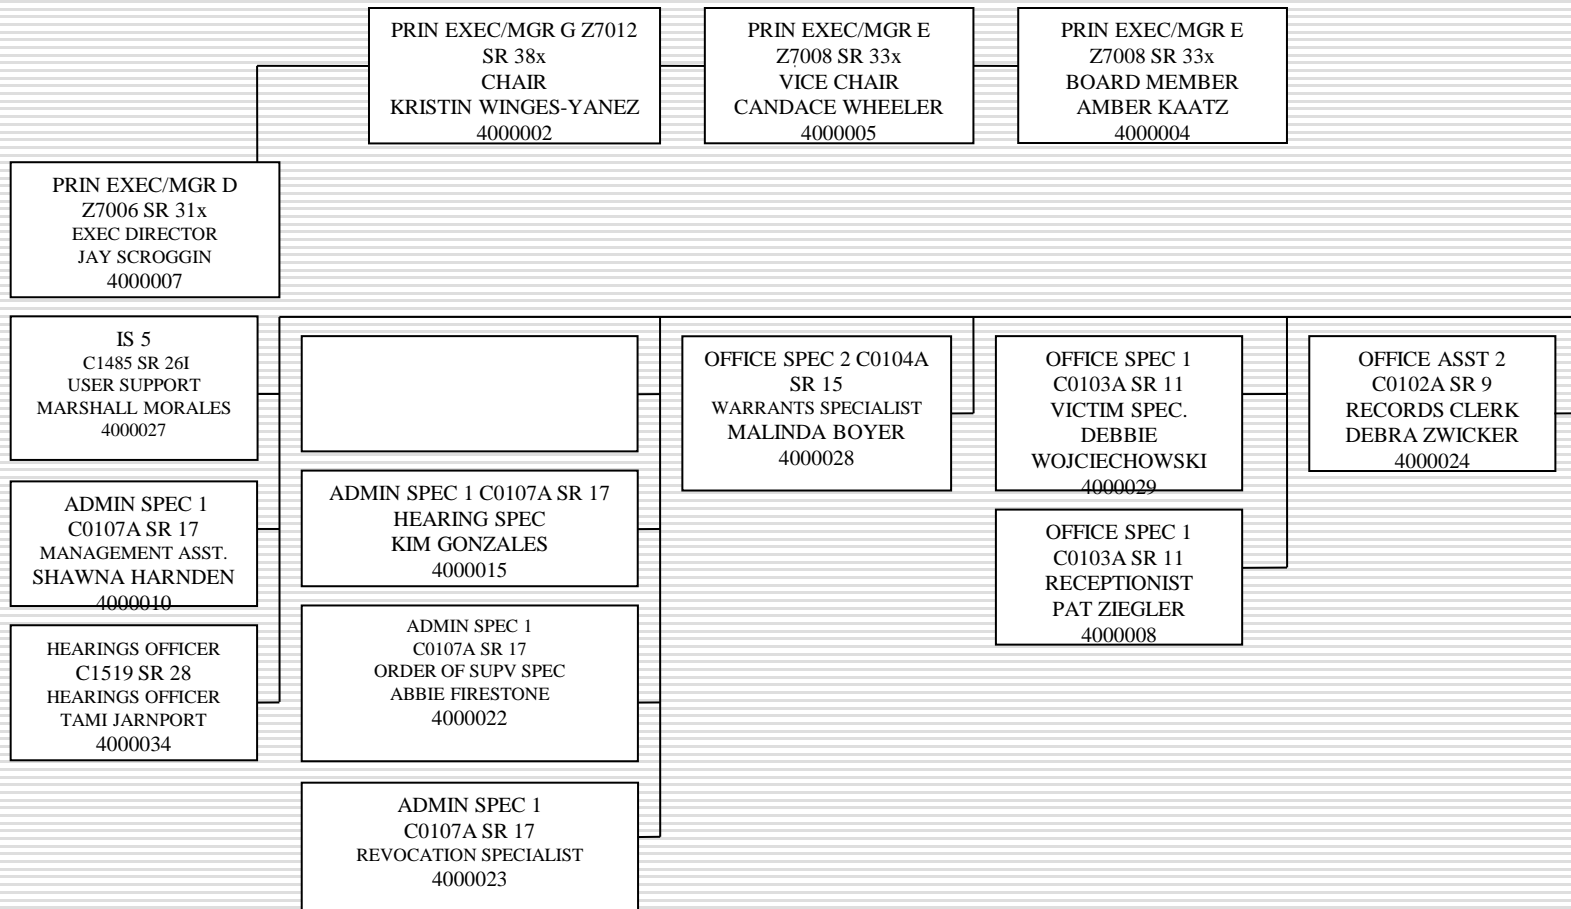 PRIN EXEC/MGR G Z7012
SR 38x
CHAIR
KRISTIN WINGES-YANEZ
4000002
PRIN EXEC/MGR E
Z7008 SR 33x
VICE CHAIR
CANDACE WHEELER
4000005
PRIN EXEC/MGR E
Z7008 SR 33x
BOARD MEMBER
AMBER KAATZ
4000004
PRIN EXEC/MGR D
Z7006 SR 31x
EXEC DIRECTOR
JAY SCROGGIN
4000007
IS 5
C1485 SR 26I
USER SUPPORT
MARSHALL MORALES
4000027
ADMIN SPEC 1
C0107A SR 17
MANAGEMENT ASST.
SHAWNA HARNDEN
4000010
HEARINGS OFFICER
C1519 SR 28
HEARINGS OFFICER
TAMI JARNPORT
4000034
ADMIN SPEC 1 C0107A SR 17
HEARING SPEC
KIM GONZALES
4000015
ADMIN SPEC 1
C0107A SR 17
ORDER OF SUPV SPEC
ABBIE FIRESTONE
4000022
ADMIN SPEC 1
C0107A SR 17
REVOCATION SPECIALIST
4000023
OFFICE SPEC 2 C0104A
SR 15
WARRANTS SPECIALIST
MALINDA BOYER
4000028
OFFICE SPEC 1
C0103A SR 11
VICTIM SPEC.
DEBBIE
WOJCIECHOWSKI
4000029
OFFICE SPEC 1
C0103A SR 11
RECEPTIONIST
PAT ZIEGLER
4000008
OFFICE ASST 2
C0102A SR 9
RECORDS CLERK
DEBRA ZWICKER
4000024